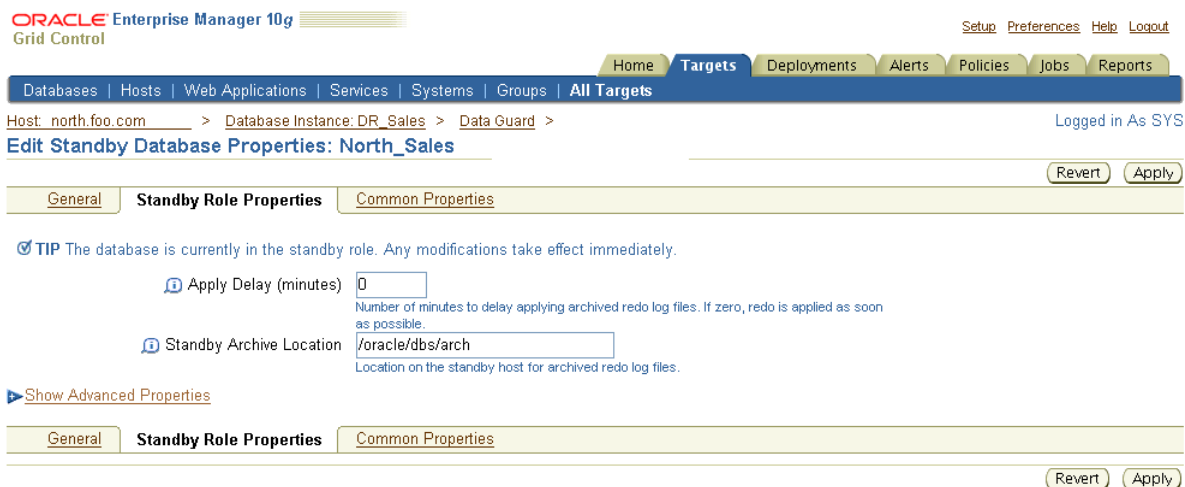 ORACLE Enterprise Manager 10g
Grid Control
Setup Preferences Help Logout
Home Targets Deployments Alerts Policies Jobs Reports
Databases | Hosts | Web Applications | Services | Systems | Groups | All Targets
Host: north.foo.com > Database Instance: DR_Sales > Data Guard > Logged in As SYS
Edit Standby Database Properties: North_Sales
Revert Apply
General Standby Role Properties Common Properties
TIP The database is currently in the standby role. Any modifications take effect immediately.
Apply Delay (minutes) 0
Number of minutes to delay applying archived redo log files. If zero, redo is applied as soon
as possible.
Standby Archive Location /oracle/dbs/arch
Location on the standby host for archived redo log files.
Show Advanced Properties
General Standby Role Properties Common Properties
Revert Apply